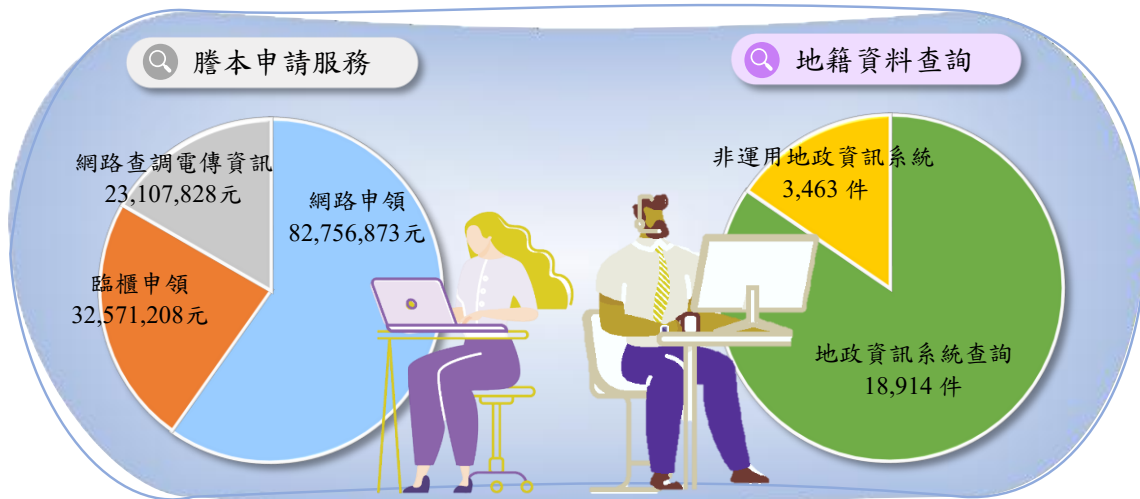 謄本申請服務
網路查調電傳資訊
23,107,828元
網路申領
82,756,873元
臨櫃申領
32,571,208元
地籍資料查詢
非運用地政資訊系統
3,463 件
地政資訊系統查詢
18,914 件